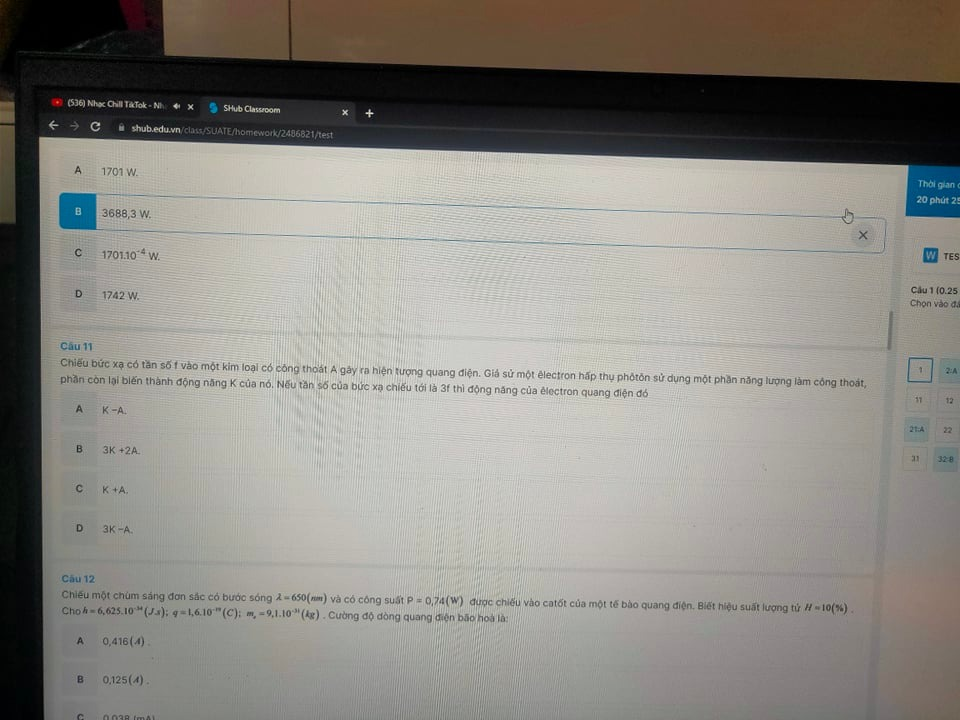 (536) Nhạc Chill TikTok - Nh
SHub Classroom
shub.edu.vn/class/SUATE/homework/2486821/test
A 1701 W.
B 3688,3 W.
C 1701.10⁻⁴ W.
D 1742 W.
Câu 11
Chiếu bức xạ có tần số f vào một kim loại có công thoát A gây ra hiện tượng quang điện. Giả sử một êlectron hấp thụ phôtôn sử dụng một phần năng lượng làm công thoát,
phần còn lại biến thành động năng K của nó. Nếu tần số của bức xạ chiếu tới là 3f thì động năng của êlectron quang điện đó
A K −A.
B 3K +2A.
C K +A.
D 3K −A.
Câu 12
Chiếu một chùm sáng đơn sắc có bước sóng λ = 650(nm) và có công suất P = 0,74(W) được chiếu vào catốt của một tế bào quang điện. Biết hiệu suất lượng tử H = 10(%) .
Cho h = 6,625.10⁻³⁴ (J.s); q = 1,6.10⁻¹⁹ (C); mₑ = 9,1.10⁻³¹ (kg) . Cường độ dòng quang điện bão hoà là:
A 0,416(A) .
B 0,125(A) .
C 0,038 (mA)
Thời gian
20 phút 25
W TES
Câu 1 (0.25
Chọn vào
1 2:A
11 12
21:A 22
31 32:B